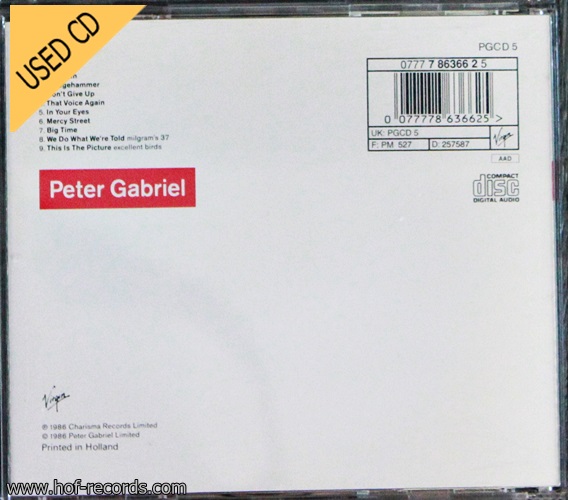 USED CD
PGCD 5
0777 7 86366 2 5
0 077778 636625 >
UK: PGCD 5
F: PM 527
D: 257587
Virgin
AAD
COMPACT
disc
DIGITAL AUDIO
That Voice Again
5. In Your Eyes
6. Mercy Street
7. Big Time
8. We Do What We're Told milgram's 37
9. This Is The Picture excellent birds
Give Up
Peter Gabriel
Virgin
℗ 1986 Charisma Records Limited
© 1986 Peter Gabriel Limited
Printed in Holland
www.hof-records.com